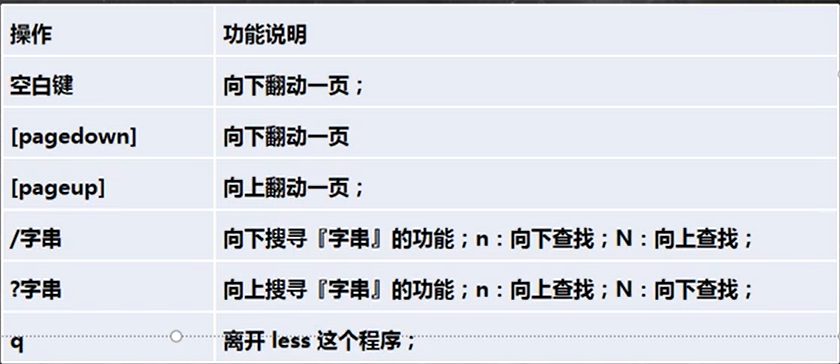 操作 功能说明
空白键 向下翻动一页；
[pagedown] 向下翻动一页
[pageup] 向上翻动一页；
/字串 向下搜寻『字串』的功能；n：向下查找；N：向上查找；
?字串 向上搜寻『字串』的功能；n：向上查找；N：向下查找；
q 离开 less 这个程序；